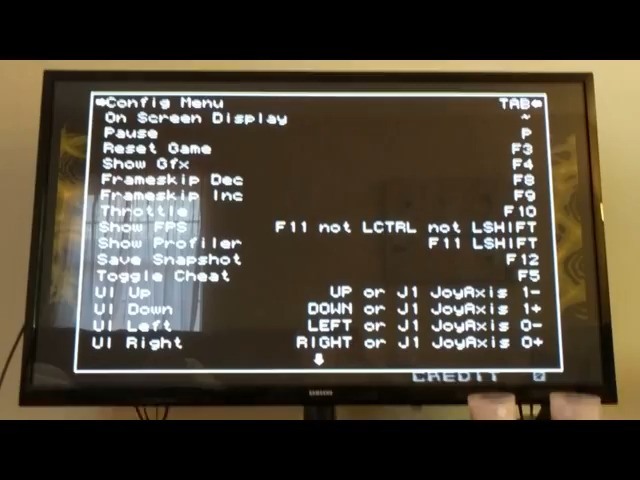 Config Menu TAB
On Screen Display ~
Pause P
Reset Game F3
Show Gfx F4
Frameskip Dec F8
Frameskip Inc F9
Throttle F10
Show FPS F11 not LCTRL not LSHIFT
Show Profiler F11 LSHIFT
Save Snapshot F12
Toggle Cheat F5
UI Up UP or J1 JoyAxis 1-
UI Down DOWN or J1 JoyAxis 1+
UI Left LEFT or J1 JoyAxis 0-
UI Right RIGHT or J1 JoyAxis 0+
CREDIT 0
SAMSUNG